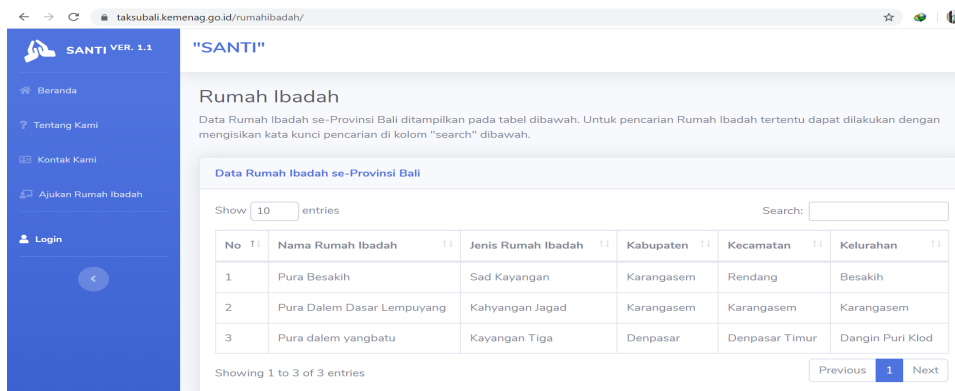 taksubali.kemenag.go.id/rumahibadah/
SANTI VER. 1.1
"SANTI"
Beranda
Tentang Kami
Kontak Kami
Ajukan Rumah Ibadah
Login
Rumah Ibadah
Data Rumah Ibadah se-Provinsi Bali ditampilkan pada tabel dibawah. Untuk pencarian Rumah Ibadah tertentu dapat dilakukan dengan
mengisikan kata kunci pencarian di kolom "search" dibawah.
Data Rumah Ibadah se-Provinsi Bali
Show 10 entries Search:
No Nama Rumah Ibadah Jenis Rumah Ibadah Kabupaten Kecamatan Kelurahan
1 Pura Besakih Sad Kayangan Karangasem Rendang Besakih
2 Pura Dalem Dasar Lempuyang Kahyangan Jagad Karangasem Karangasem Karangasem
3 Pura dalem yangbatu Kayangan Tiga Denpasar Denpasar Timur Dangin Puri Klod
Showing 1 to 3 of 3 entries Previous 1 Next